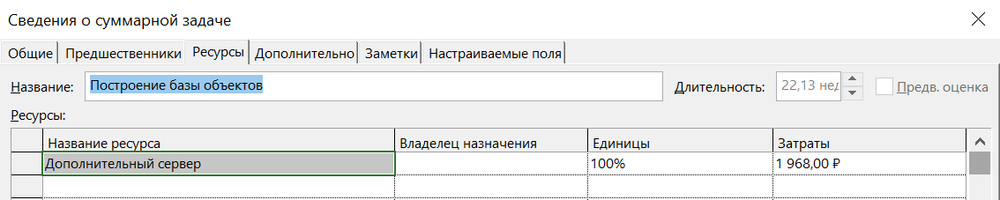 Сведения о суммарной задаче
Общие Предшественники Ресурсы Дополнительно Заметки Настраиваемые поля
Название: Построение базы объектов Длительность: 22,13 нед Предв. оценка
Ресурсы:
Название ресурса Владелец назначения Единицы Затраты
Дополнительный сервер 100% 1 968,00 ₽